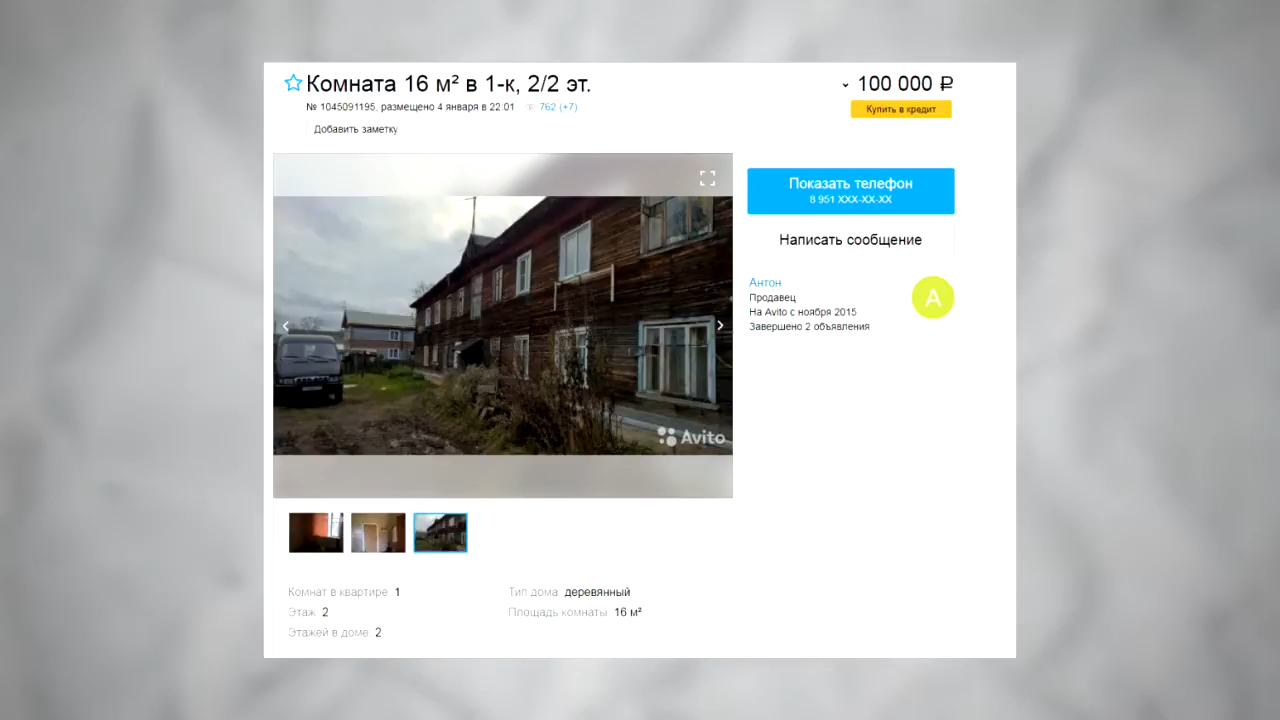 Комната 16 м² в 1-к, 2/2 эт.
100 000 ₽
№ 1045091195, размещено 4 января в 22:01 762 (+7)
Купить в кредит
Добавить заметку
Показать телефон
8 951 XXX-XX-XX
Написать сообщение
Антон
А
Продавец
На Avito с ноября 2015
Завершено 2 объявления
Avito
Комнат в квартире 1
Тип дома деревянный
Этаж 2
Площадь комнаты 16 м²
Этажей в доме 2